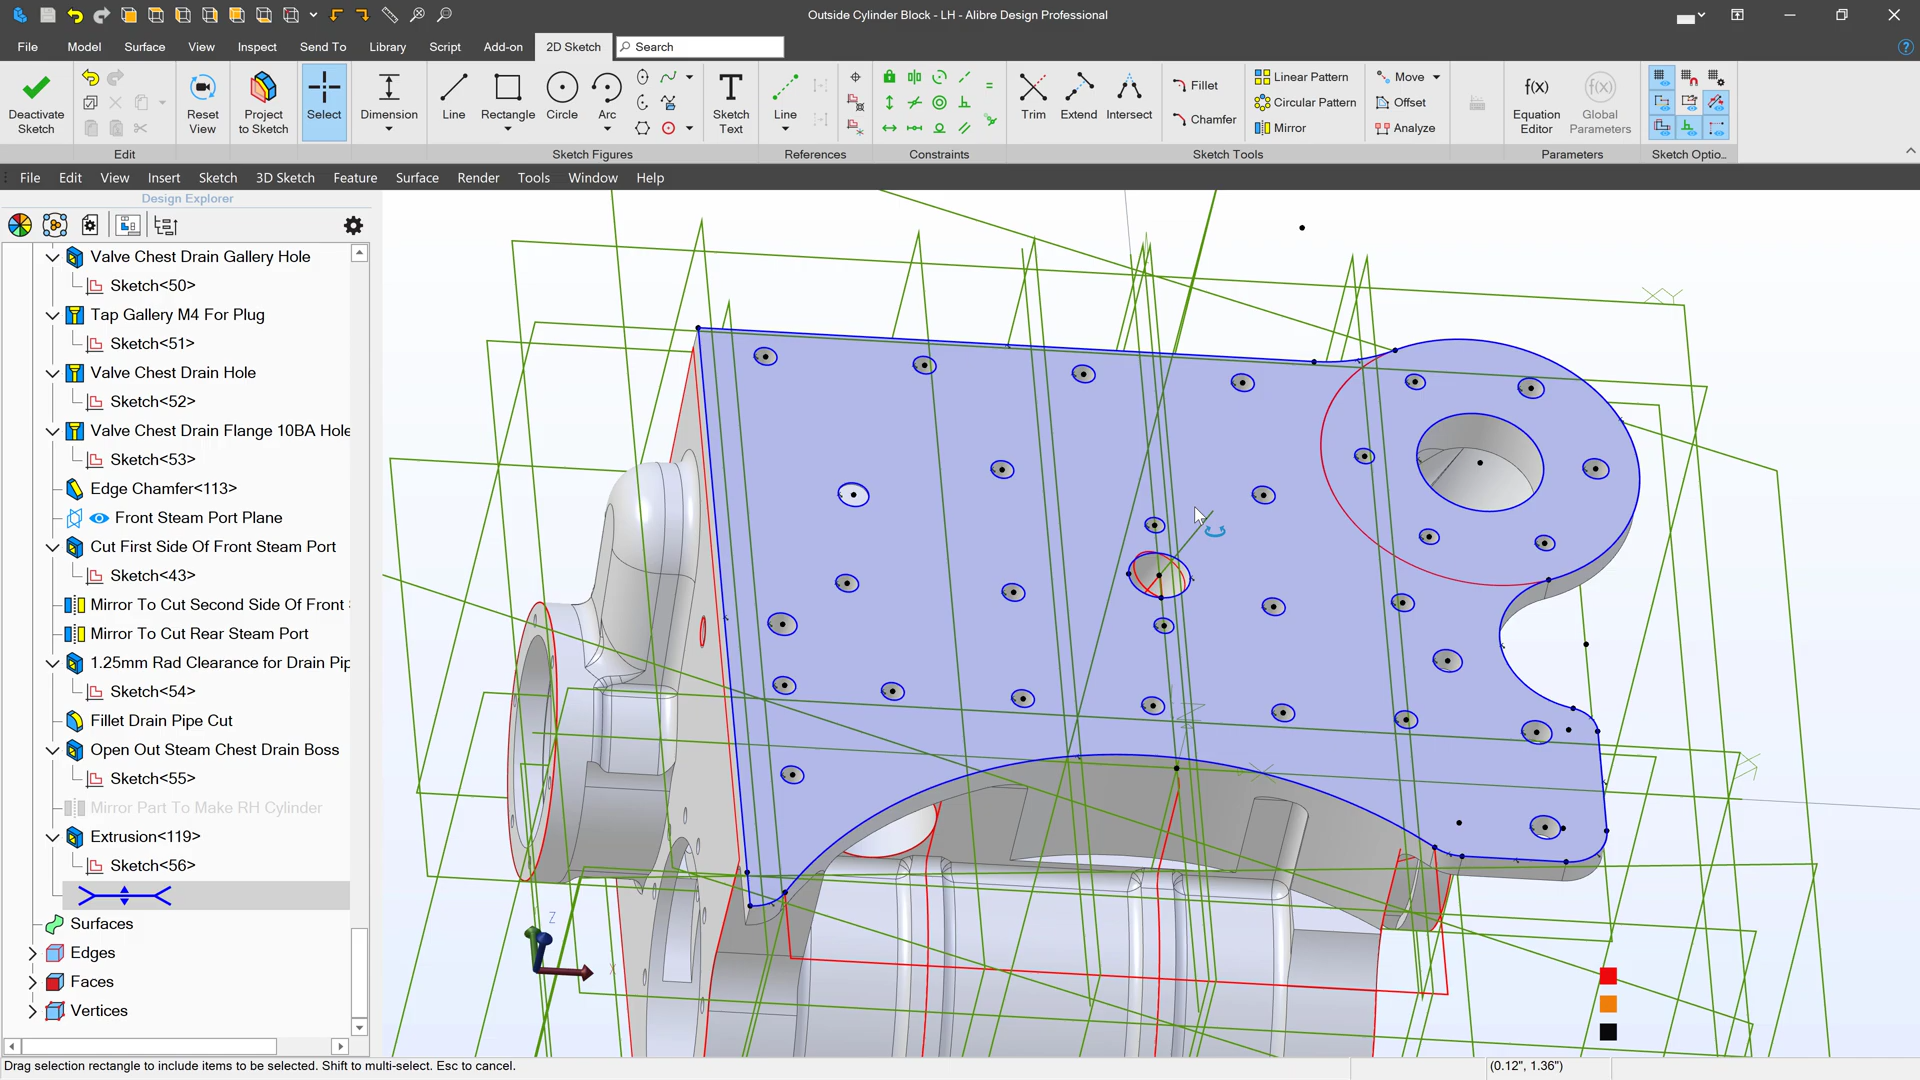 Outside Cylinder Block - LH - Alibre Design Professional
File Model Surface View Inspect Send To Library Script Add-on 2D Sketch Search
Deactivate Sketch
Reset View
Project to Sketch
Select
Dimension
Line
Rectangle
Circle
Arc
Sketch Text
Line
Trim
Extend
Intersect
Fillet
Chamfer
Linear Pattern
Circular Pattern
Mirror
Move
Offset
Analyze
Equation Editor
Global Parameters
Edit
Sketch Figures
References
Constraints
Sketch Tools
Parameters
Sketch Optio...
File Edit View Insert Sketch 3D Sketch Feature Surface Render Tools Window Help
Design Explorer
Valve Chest Drain Gallery Hole
Sketch<50>
Tap Gallery M4 For Plug
Sketch<51>
Valve Chest Drain Hole
Sketch<52>
Valve Chest Drain Flange 10BA Hole
Sketch<53>
Edge Chamfer<113>
Front Steam Port Plane
Cut First Side Of Front Steam Port
Sketch<43>
Mirror To Cut Second Side Of Front
Mirror To Cut Rear Steam Port
1.25mm Rad Clearance for Drain Pip
Sketch<54>
Fillet Drain Pipe Cut
Open Out Steam Chest Drain Boss
Sketch<55>
Mirror Part To Make RH Cylinder
Extrusion<119>
Sketch<56>
Surfaces
Edges
Faces
Vertices
Z
X
Drag selection rectangle to include items to be selected. Shift to multi-select. Esc to cancel.
(0.12", 1.36")